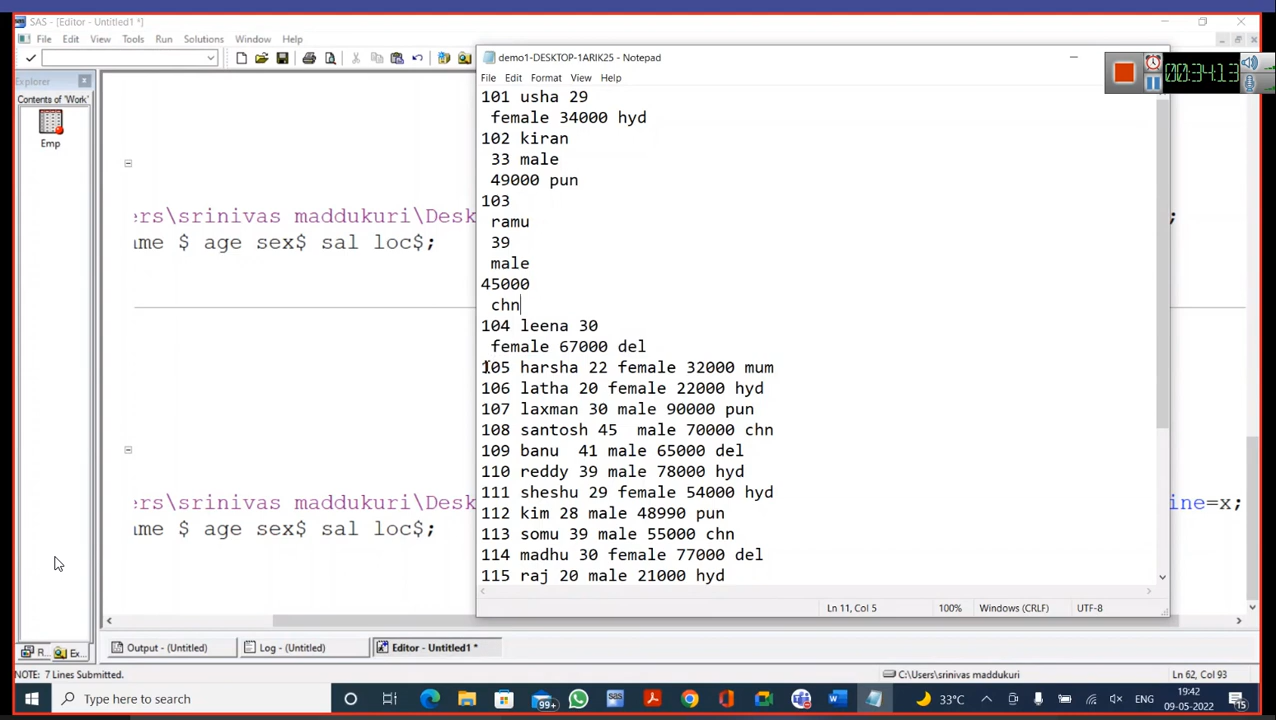 SAS - [Editor - Untitled1 *]
File Edit View Tools Run Solutions Window Help
Explorer
Contents of 'Work'
Emp
demo1-DESKTOP-1ARIK25 - Notepad
File Edit Format View Help
00:34:13
101 usha 29
female 34000 hyd
102 kiran
33 male
49000 pun
103
ramu
39
male
45000
chn
104 leena 30
female 67000 del
105 harsha 22 female 32000 mum
106 latha 20 female 22000 hyd
107 laxman 30 male 90000 pun
108 santosh 45  male 70000 chn
109 banu  41 male 65000 del
110 reddy 39 male 78000 hyd
111 sheshu 29 female 54000 hyd
112 kim 28 male 48990 pun
113 somu 39 male 55000 chn
114 madhu 30 female 77000 del
115 raj 20 male 21000 hyd
Ln 11, Col 5 100% Windows (CRLF) UTF-8
ers\srinivas maddukuri\Desk ;
ame $ age sex$ sal loc$;
ers\srinivas maddukuri\Desk ine=x;
ame $ age sex$ sal loc$;
R... Ex... Output - (Untitled) Log - (Untitled) Editor - Untitled1 *
NOTE: 7 Lines Submitted. C:\Users\srinivas maddukuri Ln 62, Col 93
Type here to search 99+ 33°C ENG 19:42
09-05-2022 15